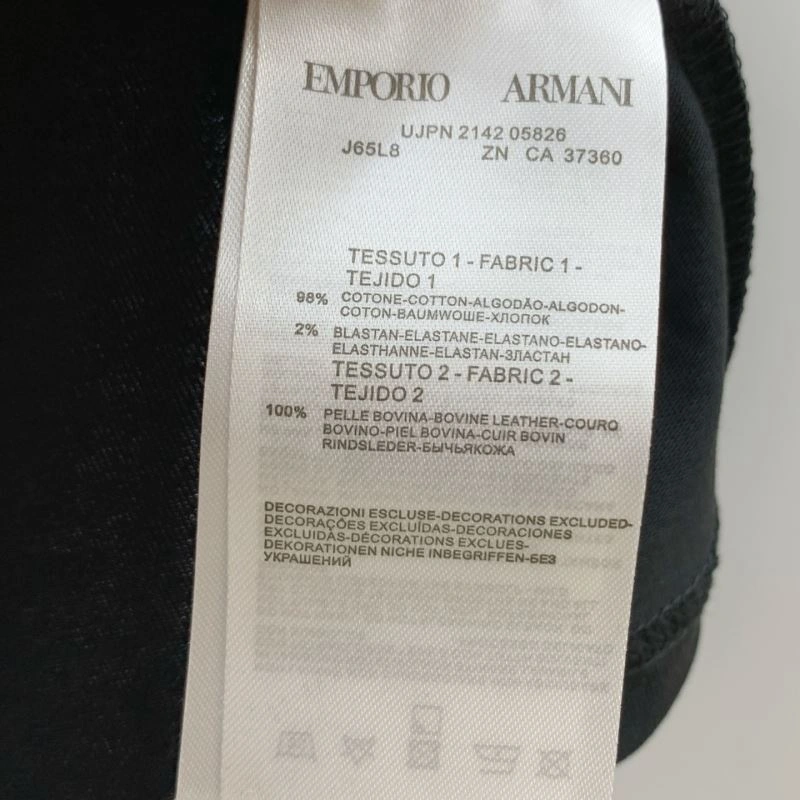 EMPORIO ARMANI
UJPN 2142 05826
J65L8 ZN CA 37360
TESSUTO 1 - FABRIC 1 -
TEJIDO 1
98% COTONE-COTTON-ALGODÃO-ALGODON-
COTON-BAUMWOШE-ХЛОПОК
2% BLASTAN-ELASTANE-ELASTANO-ELASTANO-
ELASTHANNE-ELASTAN-ЗЛАСТАН
TESSUTO 2 - FABRIC 2 -
TEJIDO 2
100% PELLE BOVINA-BOVINE LEATHER-COURO
BOVINO-PIEL BOVINA-CUIR BOVIN
RINDSLEDER-БЫЧЬЯКОЖА
DECORAZIONI ESCLUSE-DECORATIONS EXCLUDED-
DECORAÇÕES EXCLUÍDAS-DECORACIONES
EXCLUIDAS-DÉCORATIONS EXCLUES-
DEKORATIONEN NICHE INBEGRIFFEN-БЕЗ
УКРАШЕНИЙ